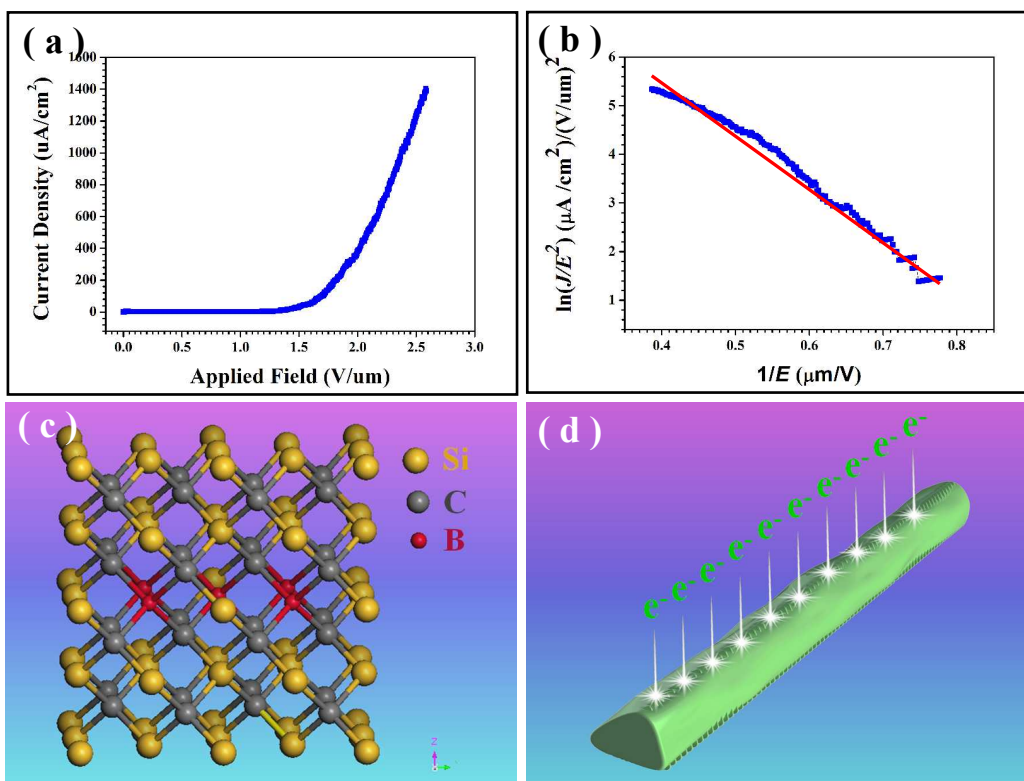 ( a )
1600
1400
1200
1000
800
600
400
200
0
0.0 0.5 1.0 1.5 2.0 2.5 3.0
Current Density (uA/cm²)
Applied Field (V/um)
( b )
6
5
4
3
2
1
0.4 0.5 0.6 0.7 0.8
ln(J/E²) (μA /cm²)/(V/um)²
1/E (μm/V)
( c )
Si
C
B
Z
( d )
e⁻ e⁻ e⁻ e⁻ e⁻ e⁻ e⁻ e⁻ e⁻ e⁻